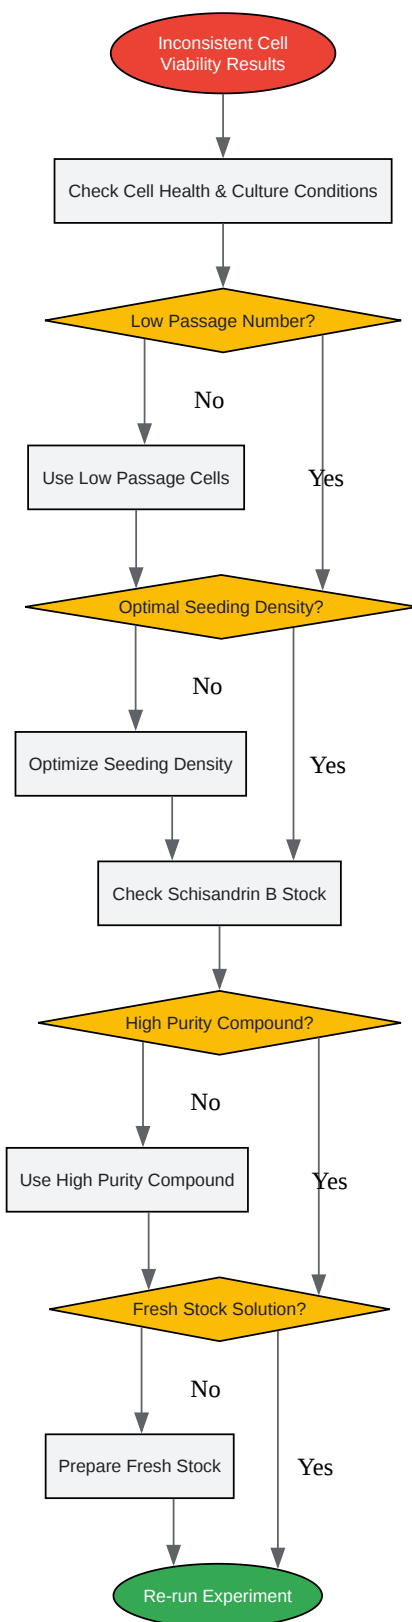 Inconsistent Cell
Viability Results
Check Cell Health & Culture Conditions
Low Passage Number?
No
Use Low Passage Cells
Yes
Optimal Seeding Density?
No
Optimize Seeding Density
Yes
Check Schisandrin B Stock
High Purity Compound?
No
Use High Purity Compound
Yes
Fresh Stock Solution?
No
Prepare Fresh Stock
Yes
Re-run Experiment